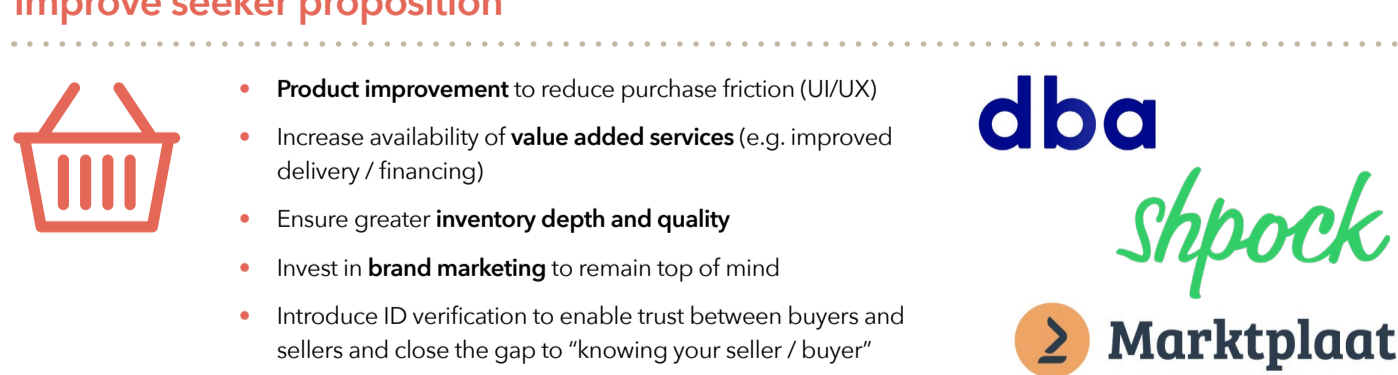 Improve seeker proposition
• Product improvement to reduce purchase friction (UI/UX)
• Increase availability of value added services (e.g. improved
delivery / financing)
• Ensure greater inventory depth and quality
• Invest in brand marketing to remain top of mind
• Introduce ID verification to enable trust between buyers and
sellers and close the gap to “knowing your seller / buyer”
dba
shpock
Marktplaat